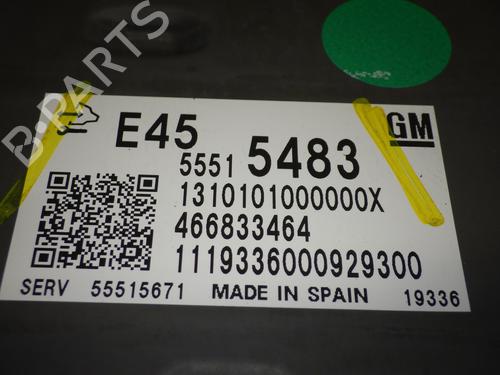 B-PARTS
E45
GM
5551 5483
1310101000000X
466833464
1119336000929300
SERV 55515671 MADE IN SPAIN 19336